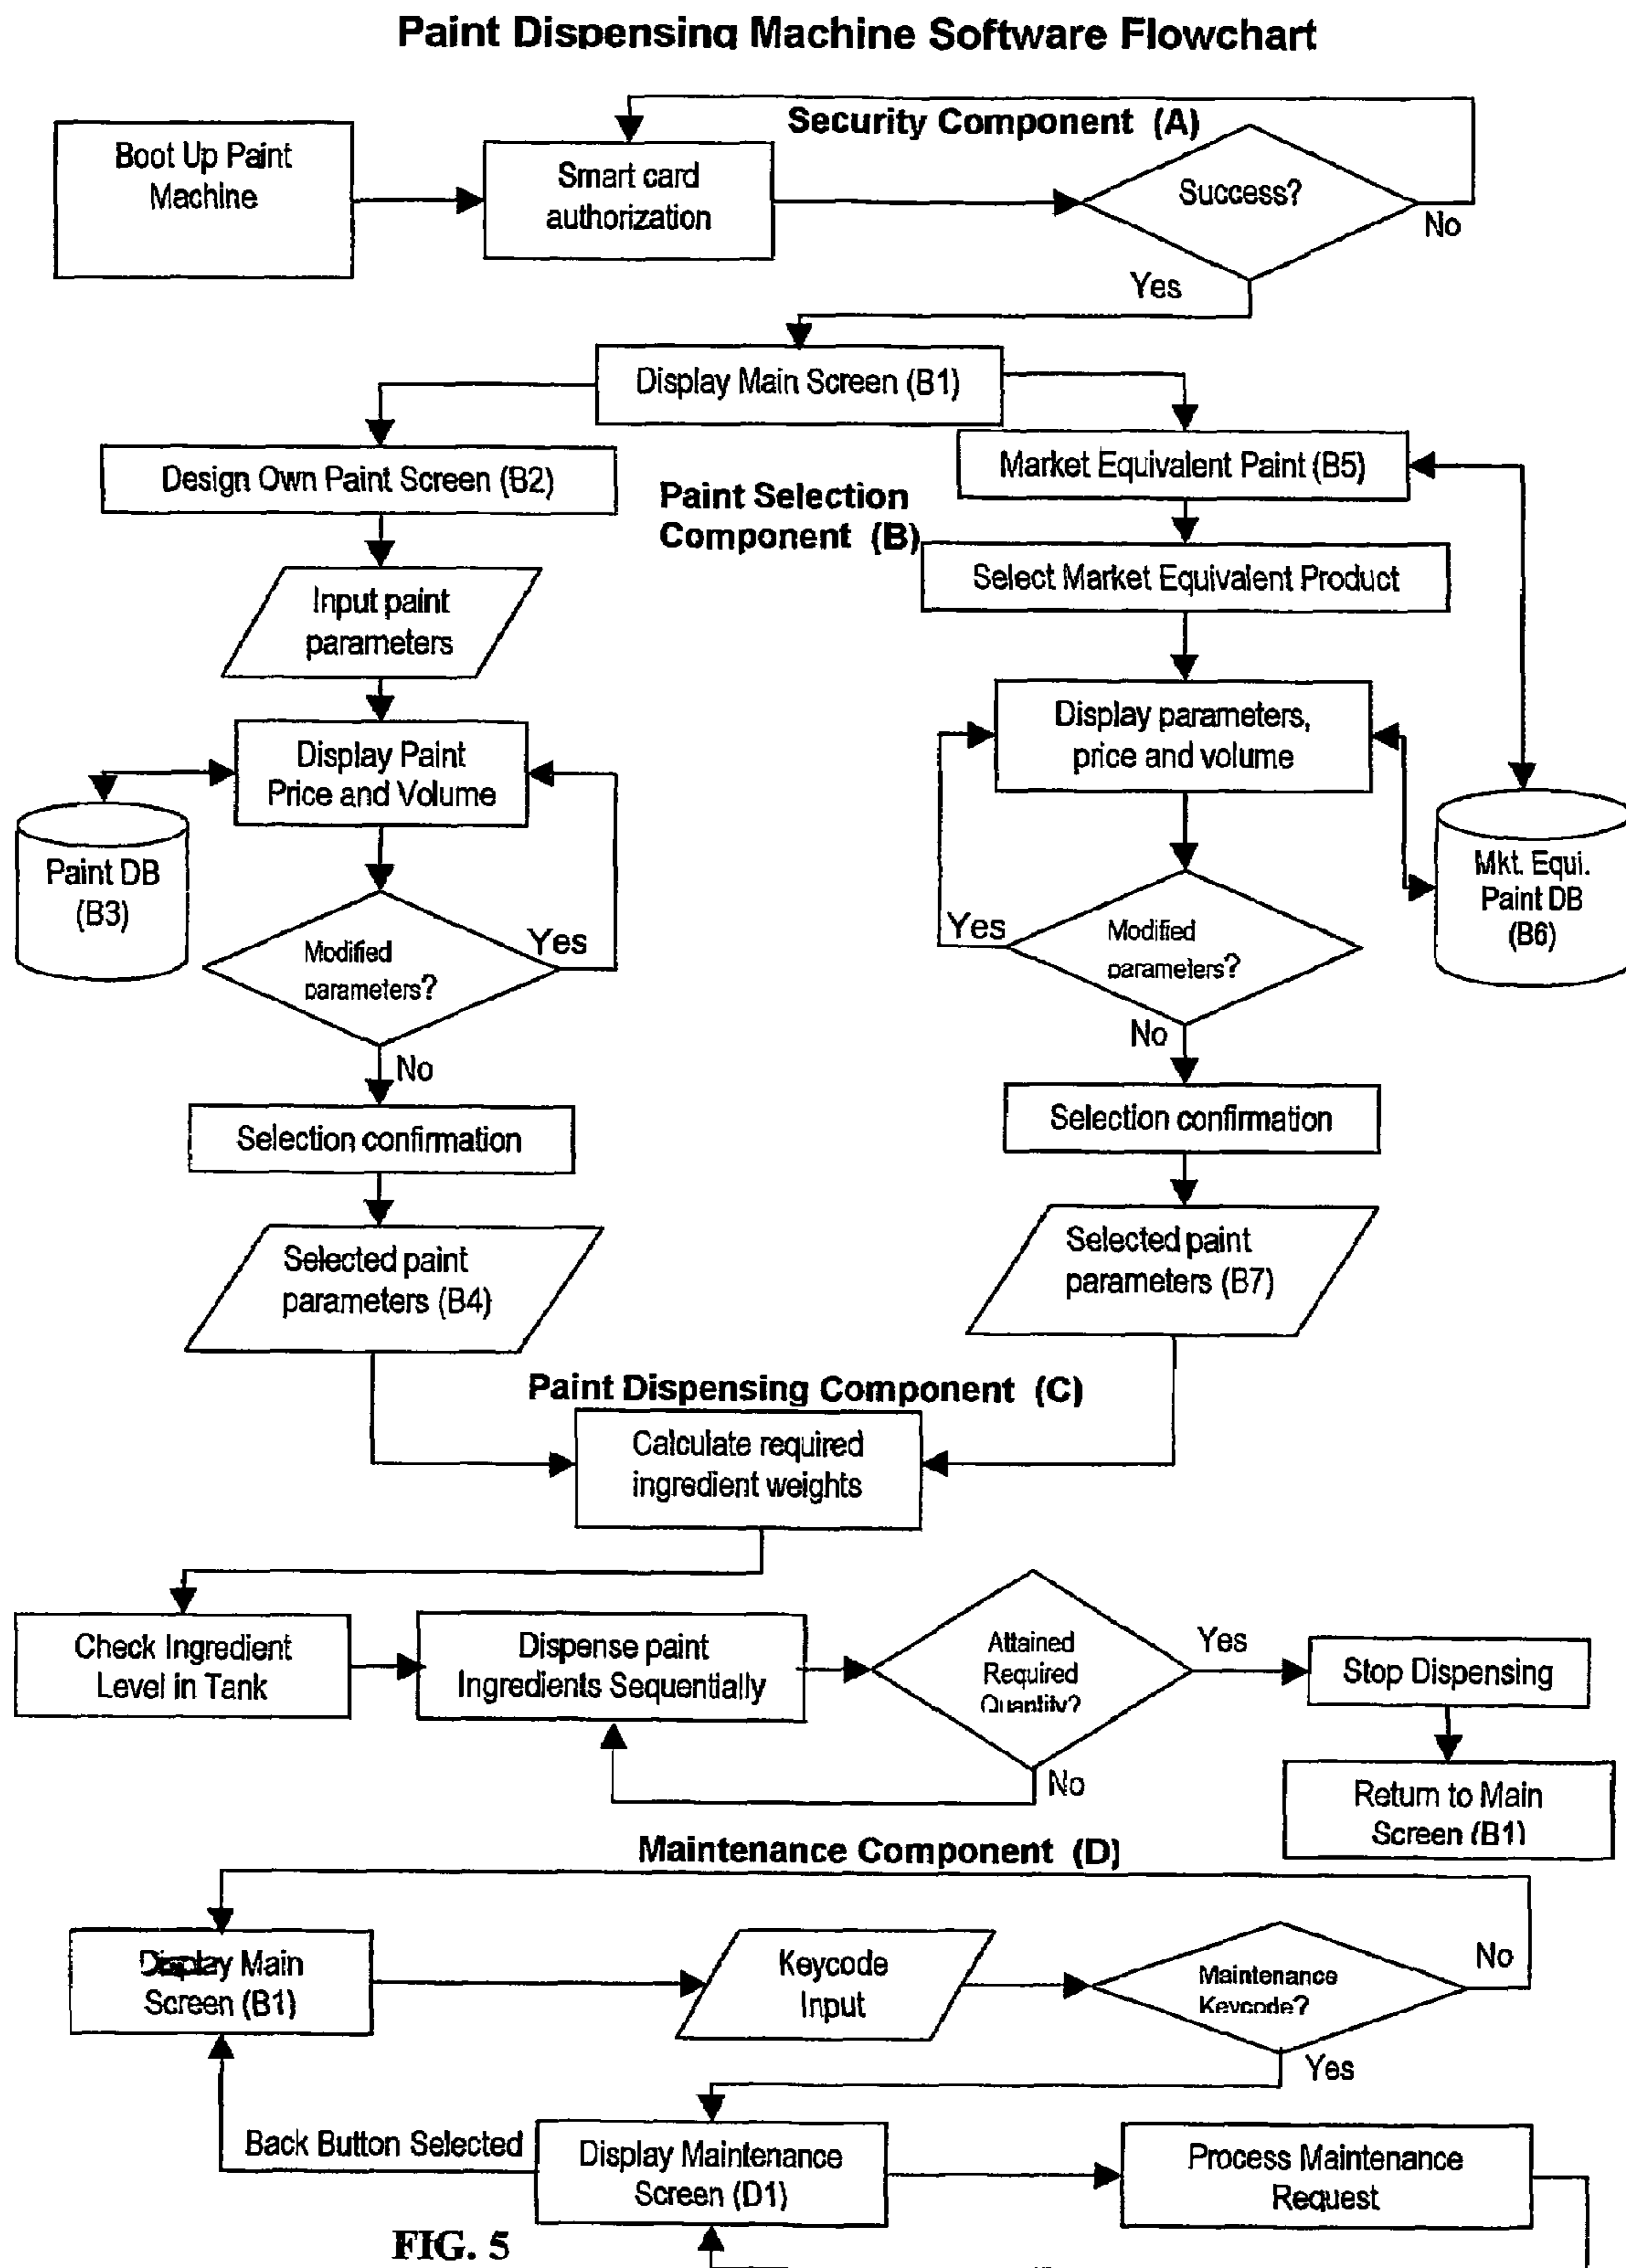 Paint Dispensing Machine Software Flowchart
Security Component (A)
Boot Up Paint
Machine
Smart card
authorization
Success?
No
Yes
Display Main Screen (B1)
Design Own Paint Screen (B2)
Market Equivalent Paint (B5)
Paint Selection
Component (B)
Select Market Equivalent Product
Input paint
parameters
Display parameters,
price and volume
Display Paint
Price and Volume
Paint DB
(B3)
Mkt. Equi.
Paint DB
(B6)
Modified
parameters?
Yes
Yes
Modified
parameters?
No
No
Selection confirmation
Selection confirmation
Selected paint
parameters (B4)
Selected paint
parameters (B7)
Paint Dispensing Component (C)
Calculate required
ingredient weights
Check Ingredient
Level in Tank
Dispense paint
Ingredients Sequentially
Attained
Required
Quantity?
Yes
Stop Dispensing
No
Return to Main
Screen (B1)
Maintenance Component (D)
Display Main
Screen (B1)
Keycode
Input
Maintenance
Keycode?
No
Yes
Back Button Selected
Display Maintenance
Screen (D1)
Process Maintenance
Request
FIG. 5